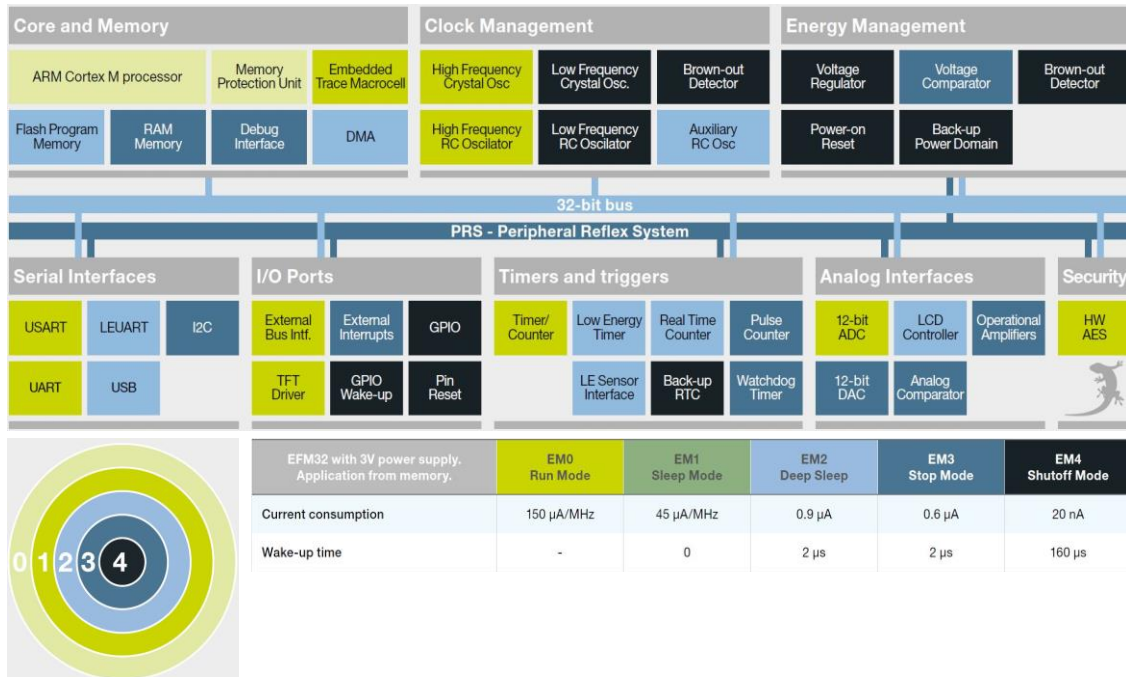 Core and Memory
Clock Management
Energy Management
ARM Cortex M processor
Memory
Protection Unit
Embedded
Trace Macrocell
High Frequency
Crystal Osc
Low Frequency
Crystal Osc.
Brown-out
Detector
Voltage
Regulator
Voltage
Comparator
Brown-out
Detector
Flash Program
Memory
RAM
Memory
Debug
Interface
DMA
High Frequency
RC Oscilator
Low Frequency
RC Oscilator
Auxiliary
RC Osc
Power-on
Reset
Back-up
Power Domain
32-bit bus
PRS - Peripheral Reflex System
Serial Interfaces
I/O Ports
Timers and triggers
Analog Interfaces
Security
USART
LEUART
I2C
External
Bus Intf.
External
Interrupts
GPIO
Timer/
Counter
Low Energy
Timer
Real Time
Counter
Pulse
Counter
12-bit
ADC
LCD
Controller
Operational
Amplifiers
HW
AES
UART
USB
TFT
Driver
GPIO
Wake-up
Pin
Reset
LE Sensor
Interface
Back-up
RTC
Watchdog
Timer
12-bit
DAC
Analog
Comparator
0 1 2 3 4
EFM32 with 3V power supply.
Application from memory.
EM0
Run Mode
EM1
Sleep Mode
EM2
Deep Sleep
EM3
Stop Mode
EM4
Shutoff Mode
Current consumption 150 µA/MHz 45 µA/MHz 0.9 µA 0.6 µA 20 nA
Wake-up time - 0 2 µs 2 µs 160 µs